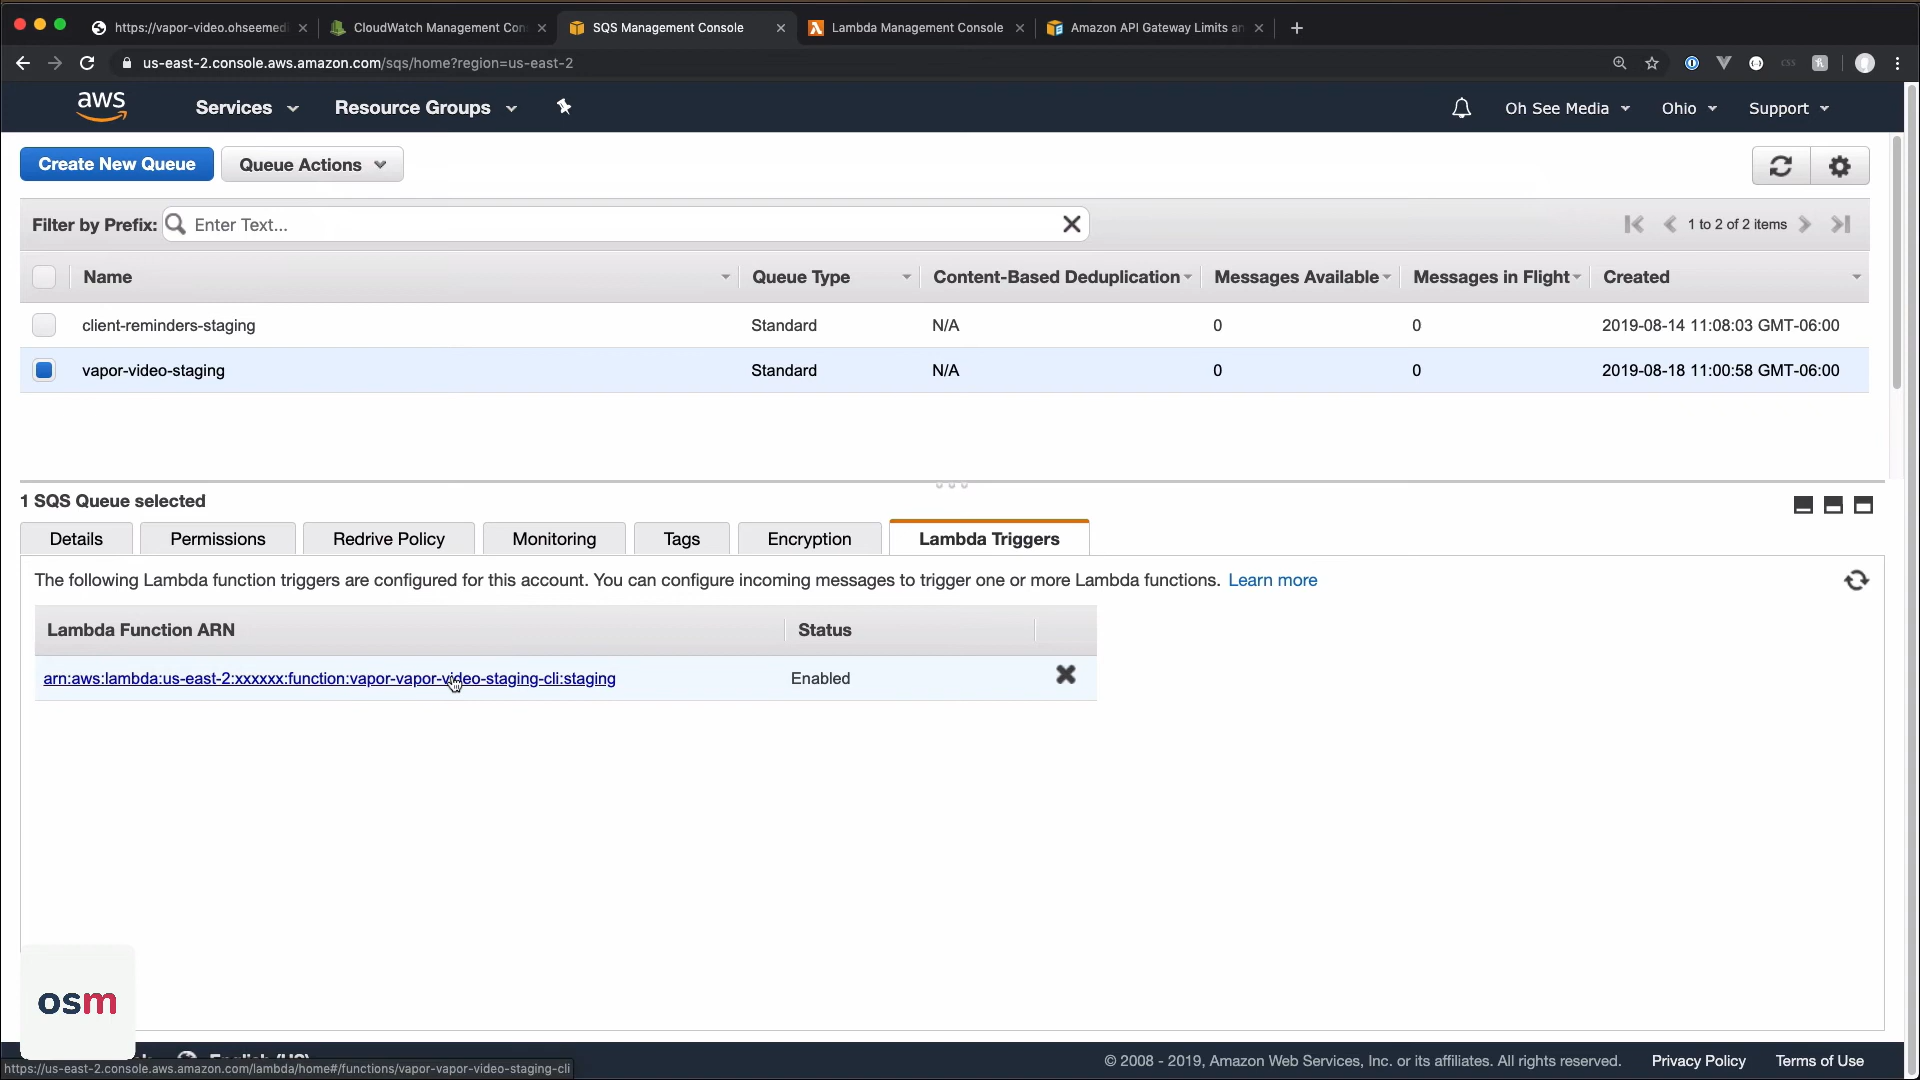 https://vapor-video.ohseemedi
CloudWatch Management Con
SQS Management Console
Lambda Management Console
Amazon API Gateway Limits an
us-east-2.console.aws.amazon.com/sqs/home?region=us-east-2
aws
Services
Resource Groups
Oh See Media
Ohio
Support
Create New Queue
Queue Actions
Filter by Prefix:
Enter Text...
1 to 2 of 2 items
Name
Queue Type
Content-Based Deduplication
Messages Available
Messages in Flight
Created
client-reminders-staging
Standard
N/A
0
0
2019-08-14 11:08:03 GMT-06:00
vapor-video-staging
Standard
N/A
0
0
2019-08-18 11:00:58 GMT-06:00
1 SQS Queue selected
Details
Permissions
Redrive Policy
Monitoring
Tags
Encryption
Lambda Triggers
The following Lambda function triggers are configured for this account. You can configure incoming messages to trigger one or more Lambda functions. Learn more
Lambda Function ARN
Status
arn:aws:lambda:us-east-2:xxxxxx:function:vapor-vapor-video-staging-cli:staging
Enabled
osm
English (US)
© 2008 - 2019, Amazon Web Services, Inc. or its affiliates. All rights reserved.
Privacy Policy
Terms of Use
https://us-east-2.console.aws.amazon.com/lambda/home#/functions/vapor-vapor-video-staging-cli